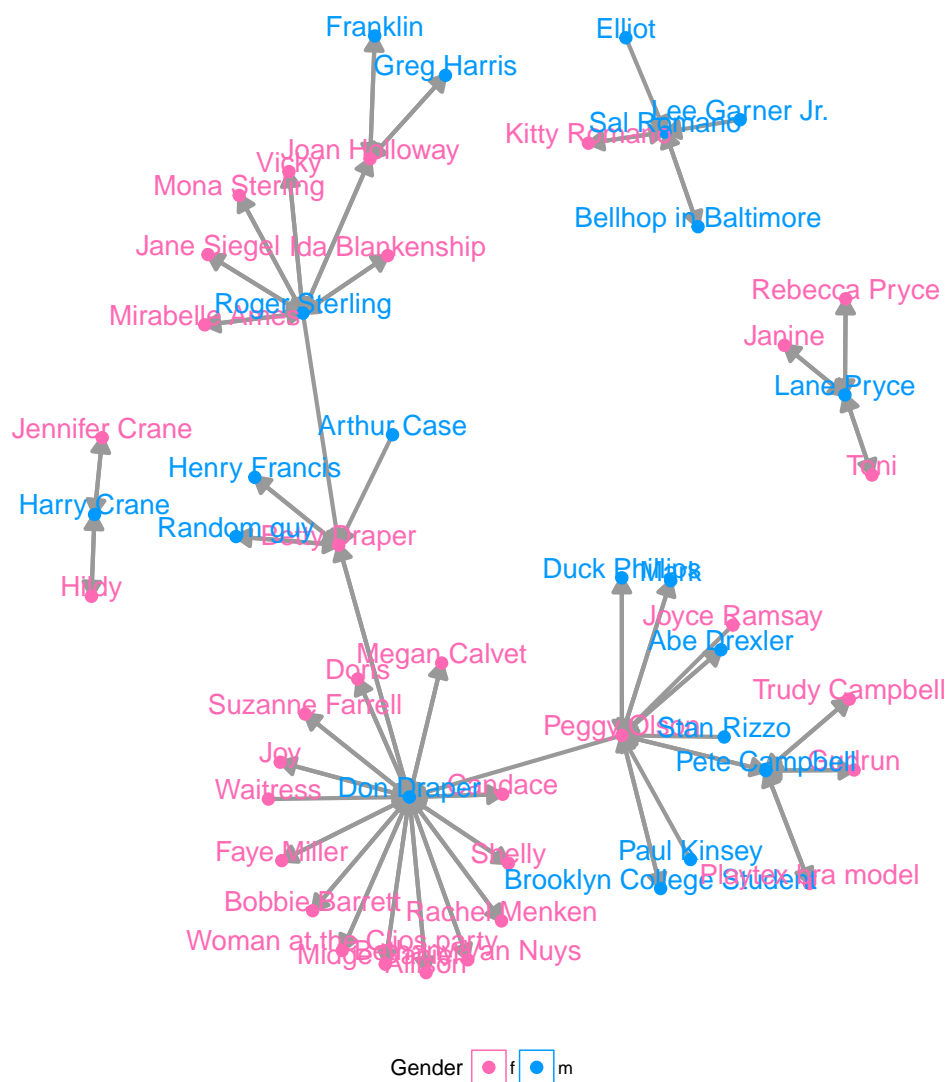 Franklin
Elliot
Greg Harris
Lee Garner Jr.
Sal Romano
Kitty Romano
Joan Holloway
Vicky
Mona Sterling
Bellhop in Baltimore
Jane Siegel
Ida Blankenship
Rebecca Pryce
Roger Sterling
Mirabelle Ames
Janine
Lane Pryce
Arthur Case
Jennifer Crane
Henry Francis
Toni
Harry Crane
Random guy
Betty Draper
Duck Phillips
Mark
Hildy
Joyce Ramsay
Abe Drexler
Megan Calvet
Doris
Trudy Campbell
Suzanne Farrell
Peggy Olson
Stan Rizzo
Joy
Pete Campbell
Gudrun
Waitress
Don Draper
Candace
Faye Miller
Shelly
Paul Kinsey
Playtex bra model
Brooklyn College Student
Bobbie Barrett
Rachel Menken
Woman at the Clios party
Midge Daniels
Bethany Van Nuys
Allison
Gender f m